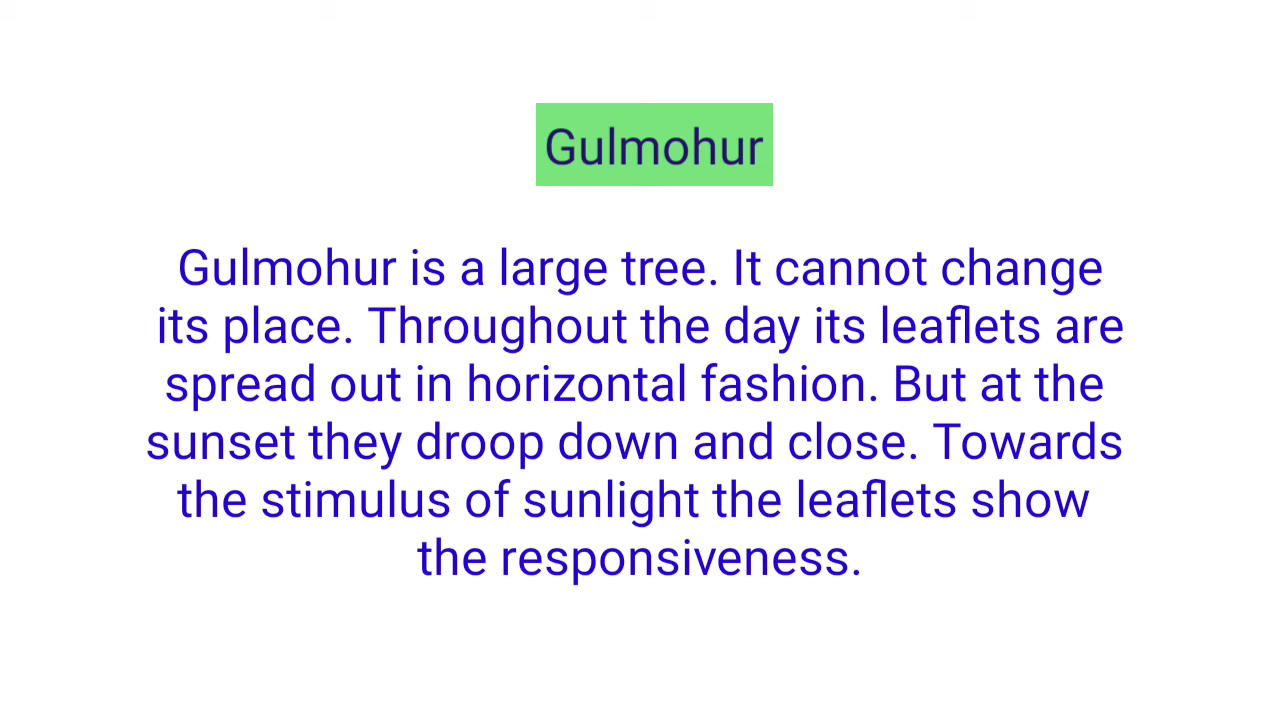 Gulmohur
Gulmohur is a large tree. It cannot change
its place. Throughout the day its leaflets are
spread out in horizontal fashion. But at the
sunset they droop down and close. Towards
the stimulus of sunlight the leaflets show
the responsiveness.